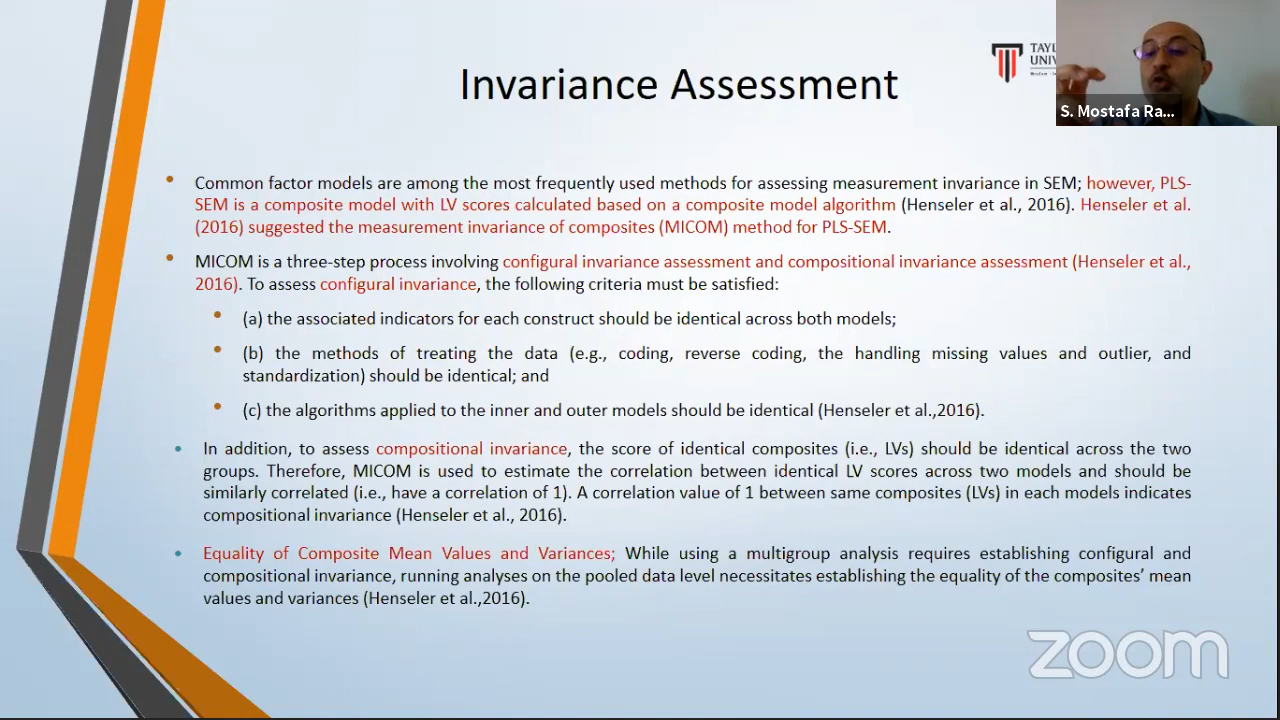 Invariance Assessment
TAYL
UNIV
S. Mostafa Ra...
• Common factor models are among the most frequently used methods for assessing measurement invariance in SEM; however, PLS-
SEM is a composite model with LV scores calculated based on a composite model algorithm (Henseler et al., 2016). Henseler et al.
(2016) suggested the measurement invariance of composites (MICOM) method for PLS-SEM.
• MICOM is a three-step process involving configural invariance assessment and compositional invariance assessment (Henseler et al.,
2016). To assess configural invariance, the following criteria must be satisfied:
• (a) the associated indicators for each construct should be identical across both models;
• (b) the methods of treating the data (e.g., coding, reverse coding, the handling missing values and outlier, and
standardization) should be identical; and
• (c) the algorithms applied to the inner and outer models should be identical (Henseler et al.,2016).
• In addition, to assess compositional invariance, the score of identical composites (i.e., LVs) should be identical across the two
groups. Therefore, MICOM is used to estimate the correlation between identical LV scores across two models and should be
similarly correlated (i.e., have a correlation of 1). A correlation value of 1 between same composites (LVs) in each models indicates
compositional invariance (Henseler et al., 2016).
• Equality of Composite Mean Values and Variances; While using a multigroup analysis requires establishing configural and
compositional invariance, running analyses on the pooled data level necessitates establishing the equality of the composites' mean
values and variances (Henseler et al.,2016).
zoom